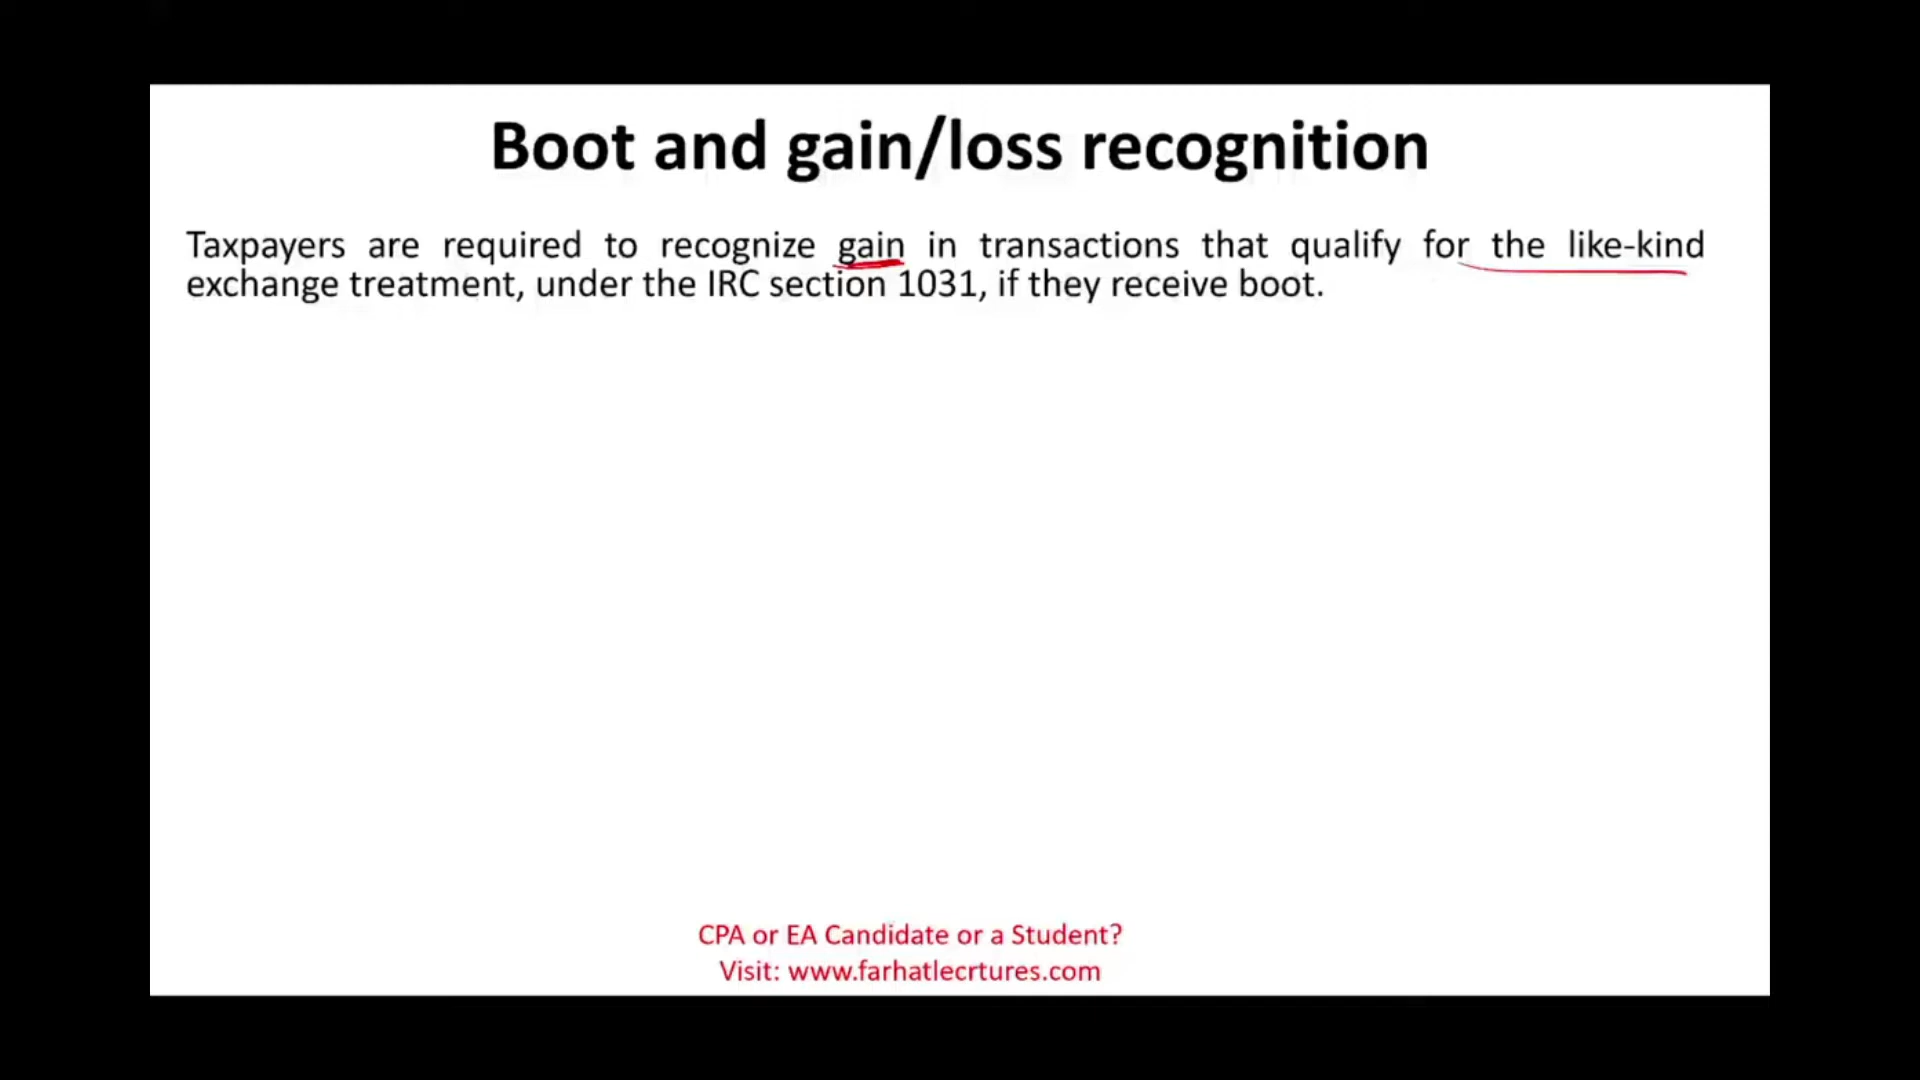 Boot and gain/loss recognition
Taxpayers are required to recognize gain in transactions that qualify for the like-kind
exchange treatment, under the IRC section 1031, if they receive boot.
CPA or EA Candidate or a Student?
Visit: www.farhatlecrtures.com